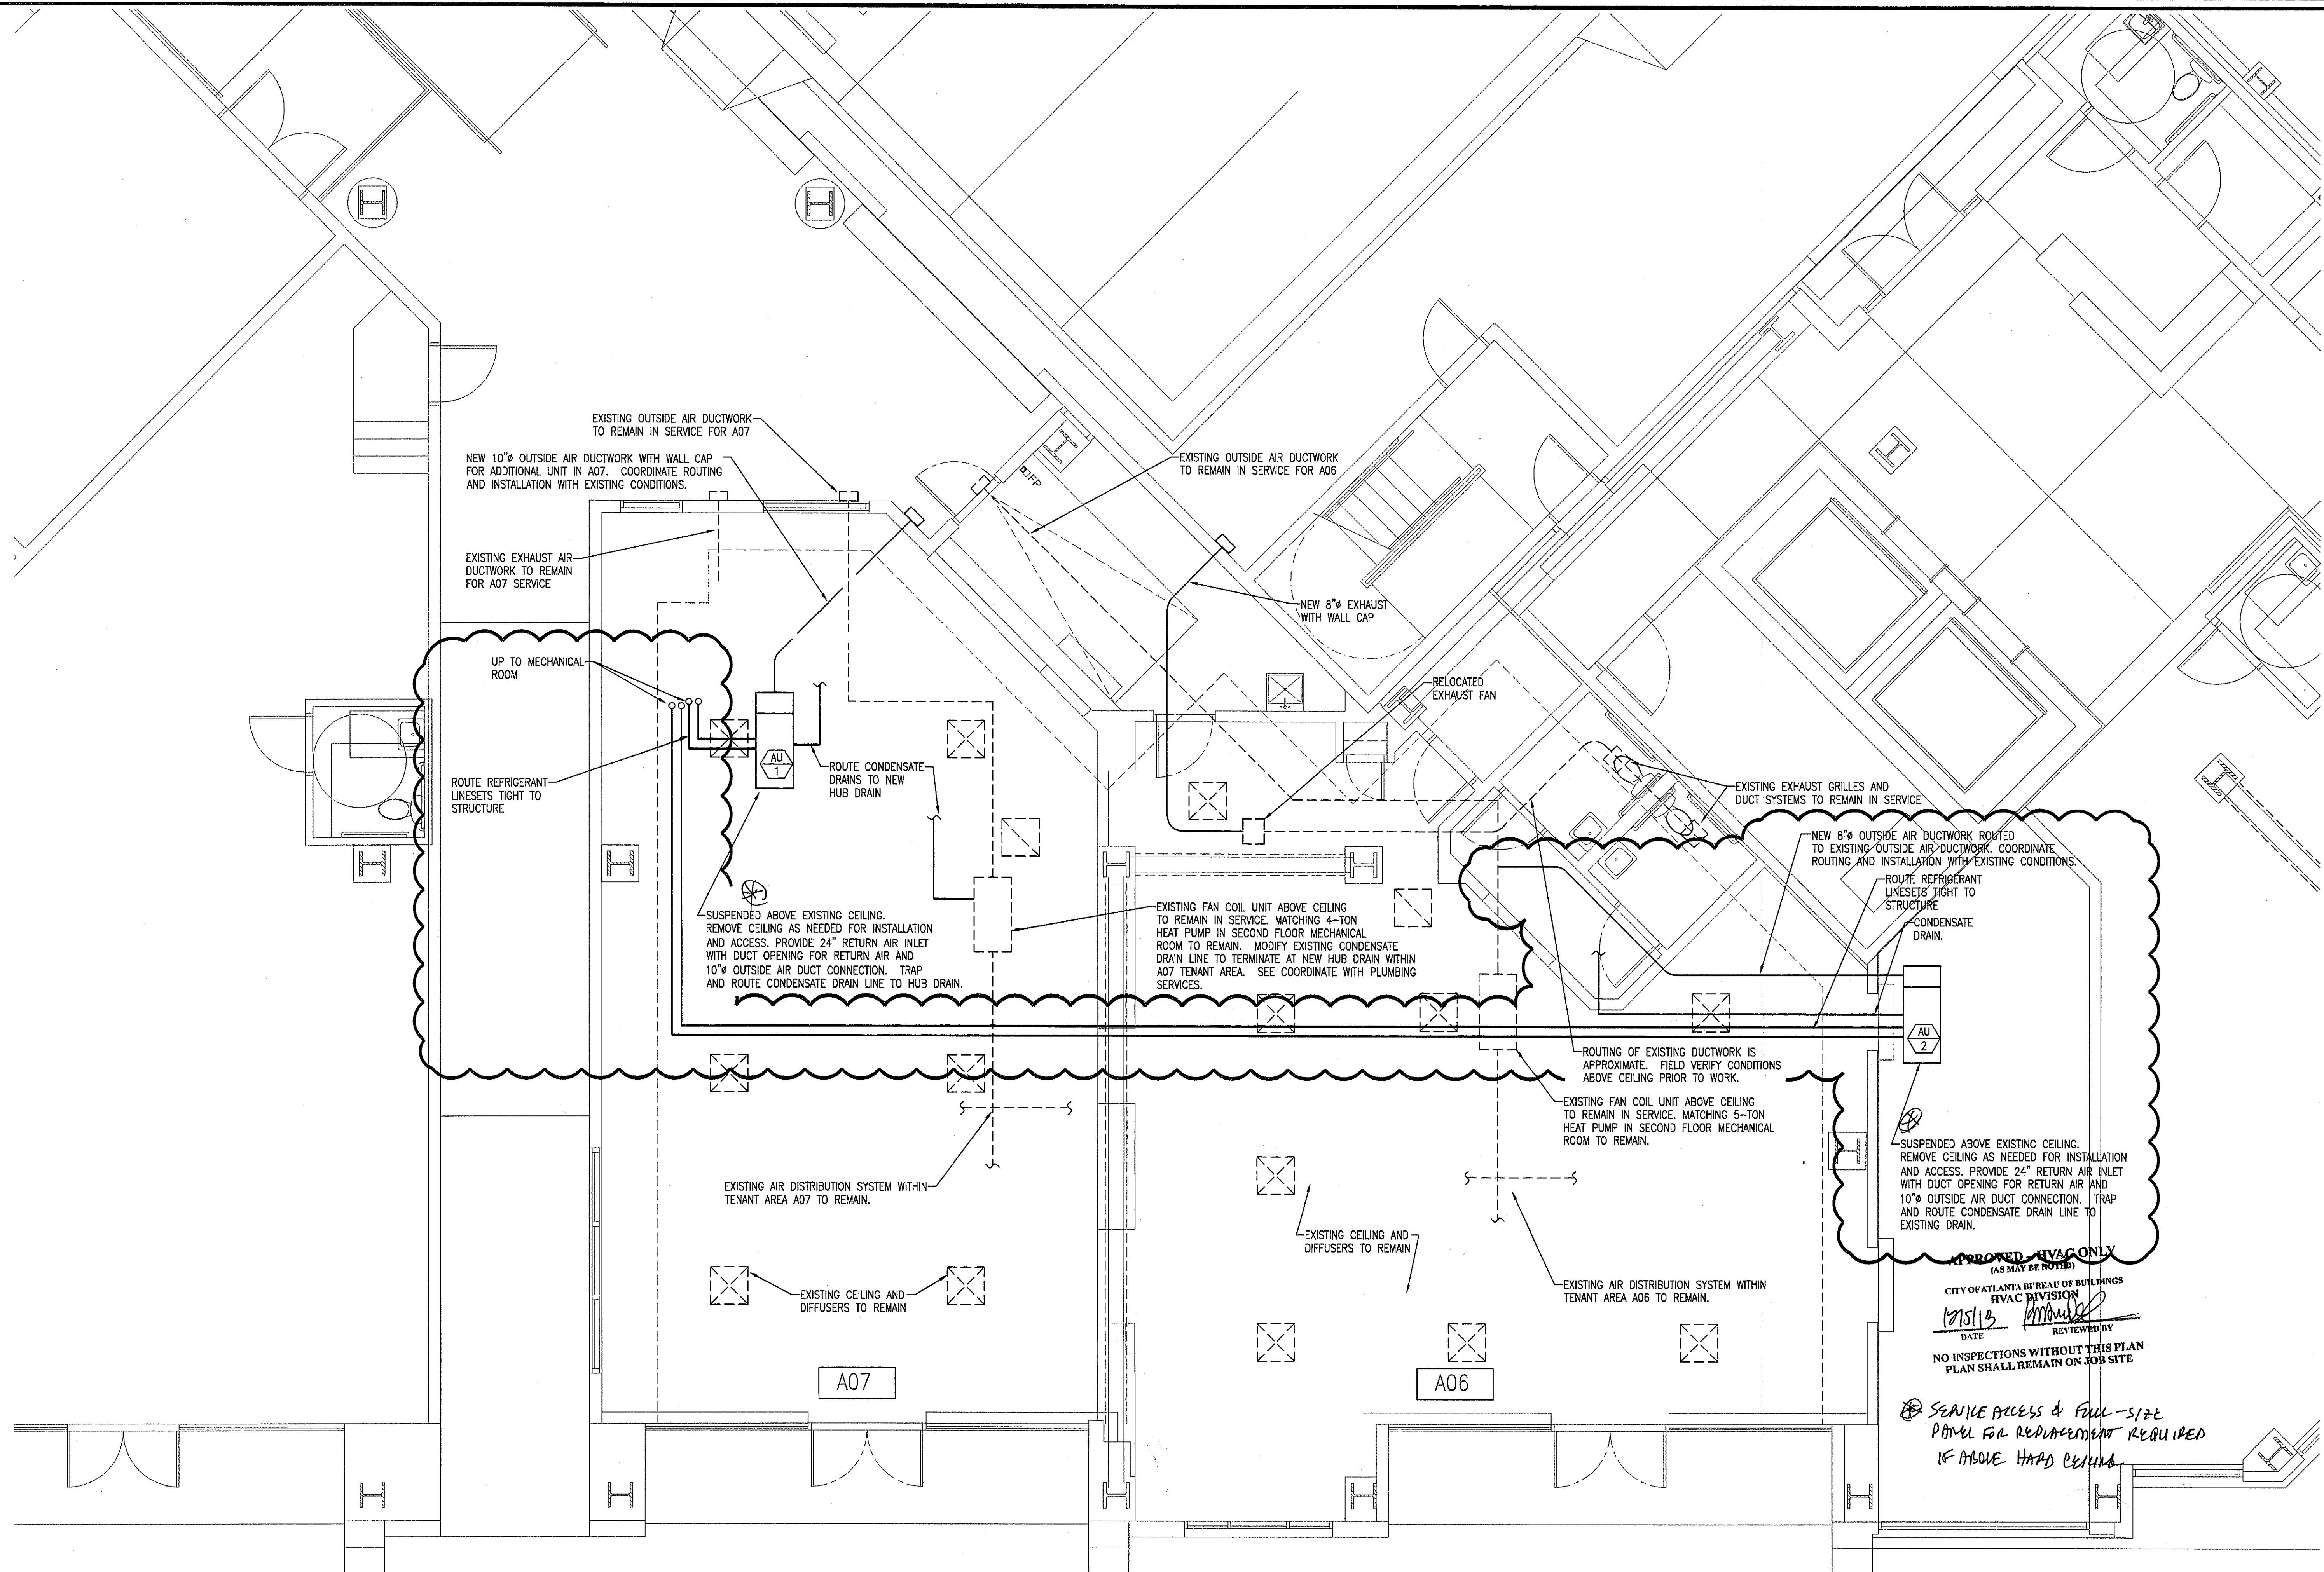 EXISTING OUTSIDE AIR DUCTWORK
TO REMAIN IN SERVICE FOR A07
NEW 10"ø OUTSIDE AIR DUCTWORK WITH WALL CAP
FOR ADDITIONAL UNIT IN A07. COORDINATE ROUTING
AND INSTALLATION WITH EXISTING CONDITIONS.
EXISTING OUTSIDE AIR DUCTWORK
TO REMAIN IN SERVICE FOR A06
FP
EXISTING EXHAUST AIR
DUCTWORK TO REMAIN
FOR A07 SERVICE
NEW 8"ø EXHAUST
WITH WALL CAP
UP TO MECHANICAL
ROOM
RELOCATED
EXHAUST FAN
AU
1
ROUTE REFRIGERANT
LINESETS TIGHT TO
STRUCTURE
ROUTE CONDENSATE
DRAINS TO NEW
HUB DRAIN
EXISTING EXHAUST GRILLES AND
DUCT SYSTEMS TO REMAIN IN SERVICE
NEW 8"ø OUTSIDE AIR DUCTWORK ROUTED
TO EXISTING OUTSIDE AIR DUCTWORK. COORDINATE
ROUTING AND INSTALLATION WITH EXISTING CONDITIONS.
ROUTE REFRIGERANT
LINESETS TIGHT TO
STRUCTURE
CONDENSATE
DRAIN.
SUSPENDED ABOVE EXISTING CEILING.
REMOVE CEILING AS NEEDED FOR INSTALLATION
AND ACCESS. PROVIDE 24" RETURN AIR INLET
WITH DUCT OPENING FOR RETURN AIR AND
10"ø OUTSIDE AIR DUCT CONNECTION. TRAP
AND ROUTE CONDENSATE DRAIN LINE TO HUB DRAIN.
EXISTING FAN COIL UNIT ABOVE CEILING
TO REMAIN IN SERVICE. MATCHING 4-TON
HEAT PUMP IN SECOND FLOOR MECHANICAL
ROOM TO REMAIN. MODIFY EXISTING CONDENSATE
DRAIN LINE TO TERMINATE AT NEW HUB DRAIN WITHIN
A07 TENANT AREA. SEE COORDINATE WITH PLUMBING
SERVICES.
AU
2
ROUTING OF EXISTING DUCTWORK IS
APPROXIMATE. FIELD VERIFY CONDITIONS
ABOVE CEILING PRIOR TO WORK.
EXISTING FAN COIL UNIT ABOVE CEILING
TO REMAIN IN SERVICE. MATCHING 5-TON
HEAT PUMP IN SECOND FLOOR MECHANICAL
ROOM TO REMAIN.
SUSPENDED ABOVE EXISTING CEILING.
REMOVE CEILING AS NEEDED FOR INSTALLATION
AND ACCESS. PROVIDE 24" RETURN AIR INLET
WITH DUCT OPENING FOR RETURN AIR AND
10"ø OUTSIDE AIR DUCT CONNECTION. TRAP
AND ROUTE CONDENSATE DRAIN LINE TO
EXISTING DRAIN.
EXISTING AIR DISTRIBUTION SYSTEM WITHIN
TENANT AREA A07 TO REMAIN.
EXISTING CEILING AND
DIFFUSERS TO REMAIN
EXISTING AIR DISTRIBUTION SYSTEM WITHIN
TENANT AREA A06 TO REMAIN.
EXISTING CEILING AND
DIFFUSERS TO REMAIN
A07
A06
APPROVED - HVAC ONLY
(AS MAY BE NOTED)
CITY OF ATLANTA BUREAU OF BUILDINGS
HVAC DIVISION
DATE REVIEWED BY
NO INSPECTIONS WITHOUT THIS PLAN
PLAN SHALL REMAIN ON JOB SITE
SERVICE ACCESS & FULL-SIZE
PANEL FOR REPLACEMENT REQUIRED
IF ABOVE HARD CEILING